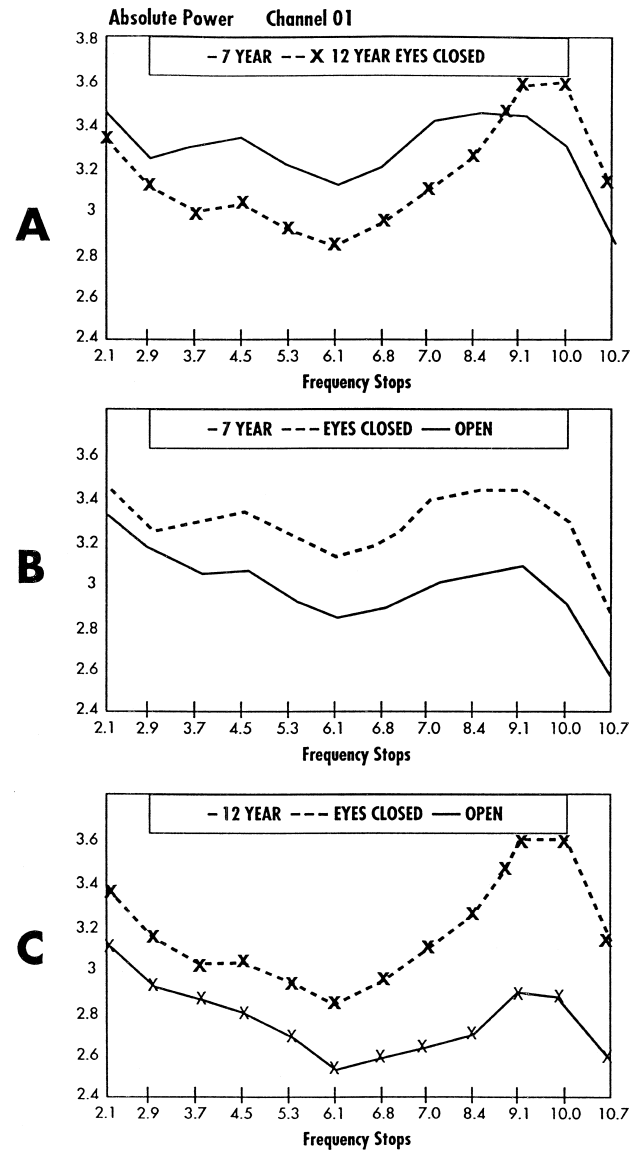 Absolute Power Channel 01
3.8
– 7 YEAR – – X 12 YEAR EYES CLOSED
3.6
3.4
3.2
3
A
2.8
2.6
2.4
2.1 2.9 3.7 4.5 5.3 6.1 6.8 7.0 8.4 9.1 10.0 10.7
Frequency Stops
– 7 YEAR – – – EYES CLOSED — OPEN
3.6
3.4
3.2
B
3
2.8
2.6
2.4
2.1 2.9 3.7 4.5 5.3 6.1 6.8 7.0 8.4 9.1 10.0 10.7
Frequency Stops
– 12 YEAR – – – EYES CLOSED — OPEN
3.6
3.4
3.2
3
C
2.8
2.6
2.4
2.1 2.9 3.7 4.5 5.3 6.1 6.8 7.0 8.4 9.1 10.0 10.7
Frequency Stops